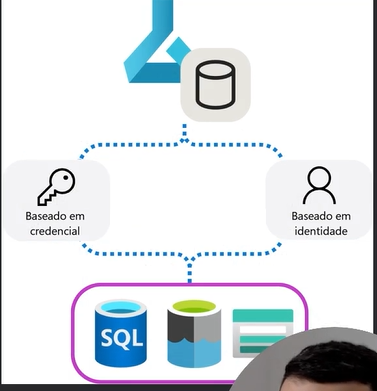 Baseado em
credencial
Baseado em
identidade
SQL